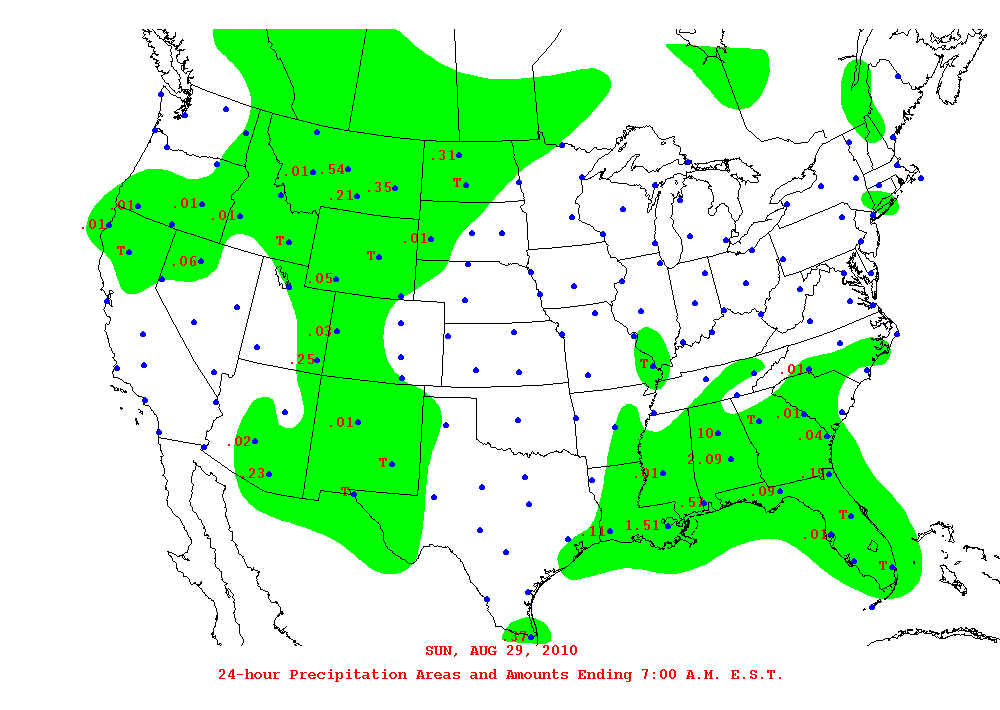 .31
.01 .54
T
.35
.21
.01
.01
.01
.01
.01
T
T
T
.06
.05
.03
.25
T
.01
.01
.01
T
.02
.10
.04
T
2.09
.23
.01
.19
T
.09
.57
T
1.51
.11
.01
T
.37
SUN, AUG 29, 2010
24-hour Precipitation Areas and Amounts Ending 7:00 A.M. E.S.T.